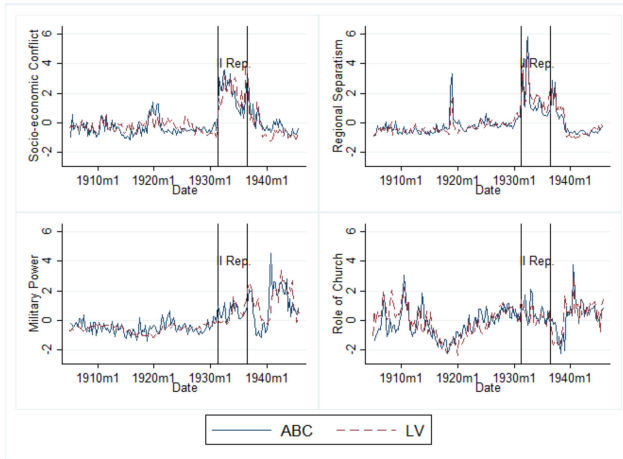 Socio-economic Conflict
6
4
2
0
-2
I Rep.
1910m1 1920m1 1930m1 1940m1
Date
Regional Separatism
6
4
2
0
-2
I Rep.
1910m1 1920m1 1930m1 1940m1
Date
Military Power
6
4
2
0
-2
I Rep.
1910m1 1920m1 1930m1 1940m1
Date
Role of Church
6
4
2
0
-2
I Rep.
1910m1 1920m1 1930m1 1940m1
Date
ABC LV